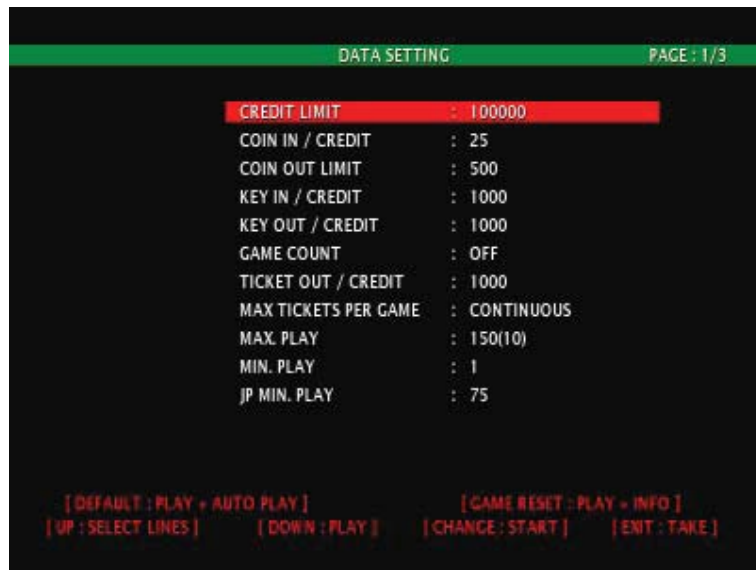 DATA SETTING PAGE : 1/3
CREDIT LIMIT : 100000
COIN IN / CREDIT : 25
COIN OUT LIMIT : 500
KEY IN / CREDIT : 1000
KEY OUT / CREDIT : 1000
GAME COUNT : OFF
TICKET OUT / CREDIT : 1000
MAX TICKETS PER GAME : CONTINUOUS
MAX. PLAY : 150(10)
MIN. PLAY : 1
JP MIN. PLAY : 75
[ DEFAULT : PLAY + AUTO PLAY ] [ GAME RESET : PLAY + INFO ]
[ UP : SELECT LINES ] [ DOWN : PLAY ] [ CHANGE : START ] [ EXIT : TAKE ]